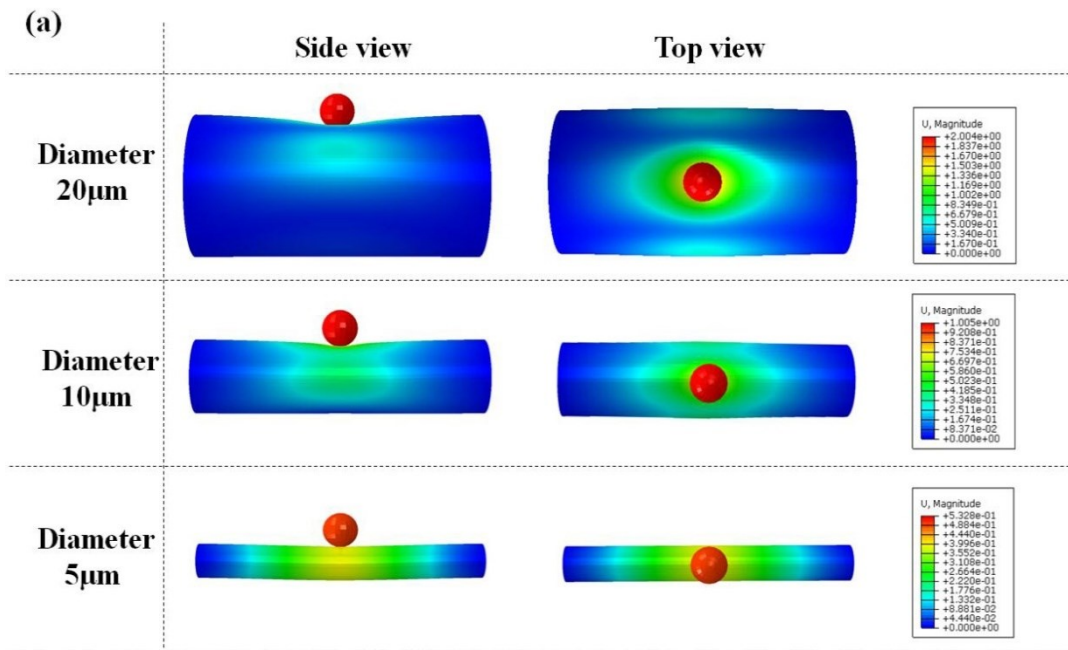 (a)
Side view
Top view
Diameter
20μm
U, Magnitude
+2.004e+00
+1.837e+00
+1.670e+00
+1.503e+00
+1.336e+00
+1.169e+00
+1.002e+00
+8.349e-01
+6.679e-01
+5.009e-01
+3.340e-01
+1.670e-01
+0.000e+00
Diameter
10μm
U, Magnitude
+1.005e+00
+9.208e-01
+8.371e-01
+7.534e-01
+6.697e-01
+5.860e-01
+5.023e-01
+4.185e-01
+3.348e-01
+2.511e-01
+1.674e-01
+8.371e-02
+0.000e+00
Diameter
5μm
U, Magnitude
+5.328e-01
+4.884e-01
+4.440e-01
+3.996e-01
+3.552e-01
+3.108e-01
+2.664e-01
+2.220e-01
+1.776e-01
+1.332e-01
+8.881e-02
+4.440e-02
+0.000e+00